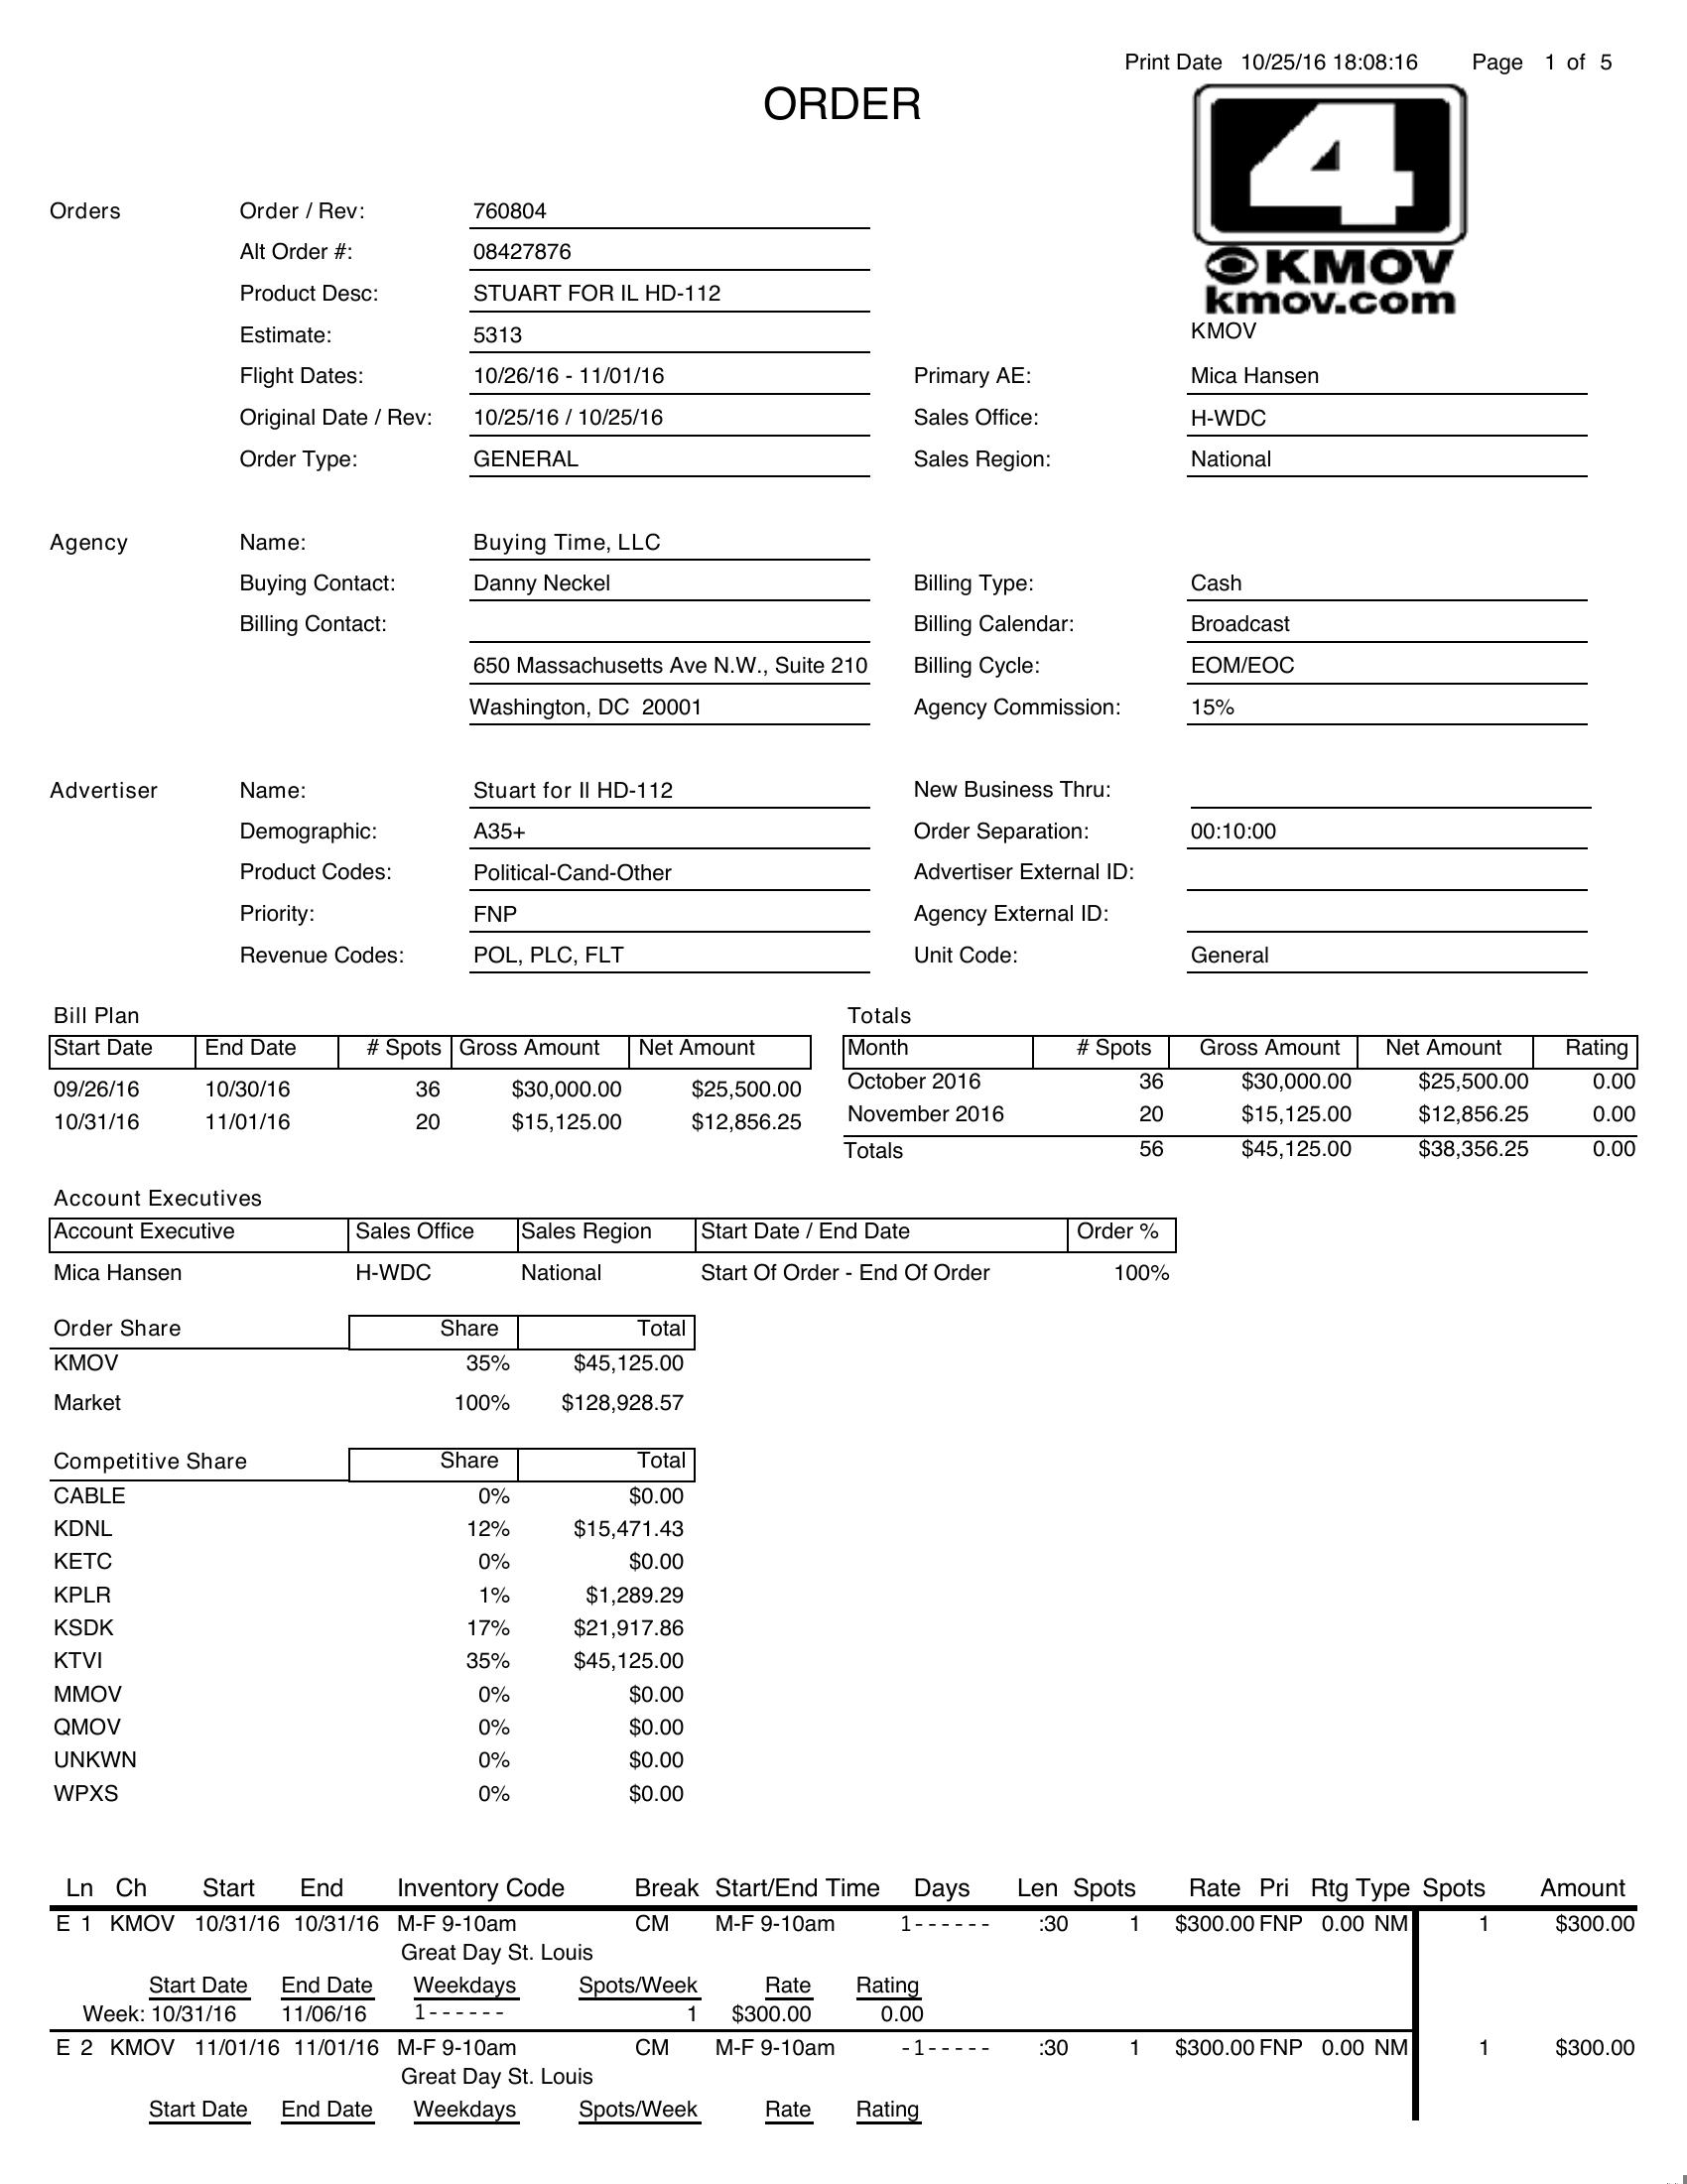 Print Date 10/25/16 18:08:16 Page 1 of 5
ORDER
4
KMOV
kmov.com
KMOV
Orders Order / Rev: 760804
Alt Order #: 08427876
Product Desc: STUART FOR IL HD-112
Estimate: 5313
Flight Dates: 10/26/16 - 11/01/16 Primary AE: Mica Hansen
Original Date / Rev: 10/25/16 / 10/25/16 Sales Office: H-WDC
Order Type: GENERAL Sales Region: National
Agency Name: Buying Time, LLC
Buying Contact: Danny Neckel Billing Type: Cash
Billing Contact: Billing Calendar: Broadcast
650 Massachusetts Ave N.W., Suite 210 Billing Cycle: EOM/EOC
Washington, DC 20001 Agency Commission: 15%
Advertiser Name: Stuart for Il HD-112 New Business Thru:
Demographic: A35+ Order Separation: 00:10:00
Product Codes: Political-Cand-Other Advertiser External ID:
Priority: FNP Agency External ID:
Revenue Codes: POL, PLC, FLT Unit Code: General
Bill Plan
Start Date End Date # Spots Gross Amount Net Amount
09/26/16 10/30/16 36 $30,000.00 $25,500.00
10/31/16 11/01/16 20 $15,125.00 $12,856.25
Totals
Month # Spots Gross Amount Net Amount Rating
October 2016 36 $30,000.00 $25,500.00 0.00
November 2016 20 $15,125.00 $12,856.25 0.00
Totals 56 $45,125.00 $38,356.25 0.00
Account Executives
Account Executive Sales Office Sales Region Start Date / End Date Order %
Mica Hansen H-WDC National Start Of Order - End Of Order 100%
Order Share Share Total
KMOV 35% $45,125.00
Market 100% $128,928.57
Competitive Share Share Total
CABLE 0% $0.00
KDNL 12% $15,471.43
KETC 0% $0.00
KPLR 1% $1,289.29
KSDK 17% $21,917.86
KTVI 35% $45,125.00
MMOV 0% $0.00
QMOV 0% $0.00
UNKWN 0% $0.00
WPXS 0% $0.00
Ln Ch Start End Inventory Code Break Start/End Time Days Len Spots Rate Pri Rtg Type Spots Amount
E 1 KMOV 10/31/16 10/31/16 M-F 9-10am CM M-F 9-10am 1------ :30 1 $300.00 FNP 0.00 NM 1 $300.00
Great Day St. Louis
Start Date End Date Weekdays Spots/Week Rate Rating
Week: 10/31/16 11/06/16 1------ 1 $300.00 0.00
E 2 KMOV 11/01/16 11/01/16 M-F 9-10am CM M-F 9-10am -1----- :30 1 $300.00 FNP 0.00 NM 1 $300.00
Great Day St. Louis
Start Date End Date Weekdays Spots/Week Rate Rating